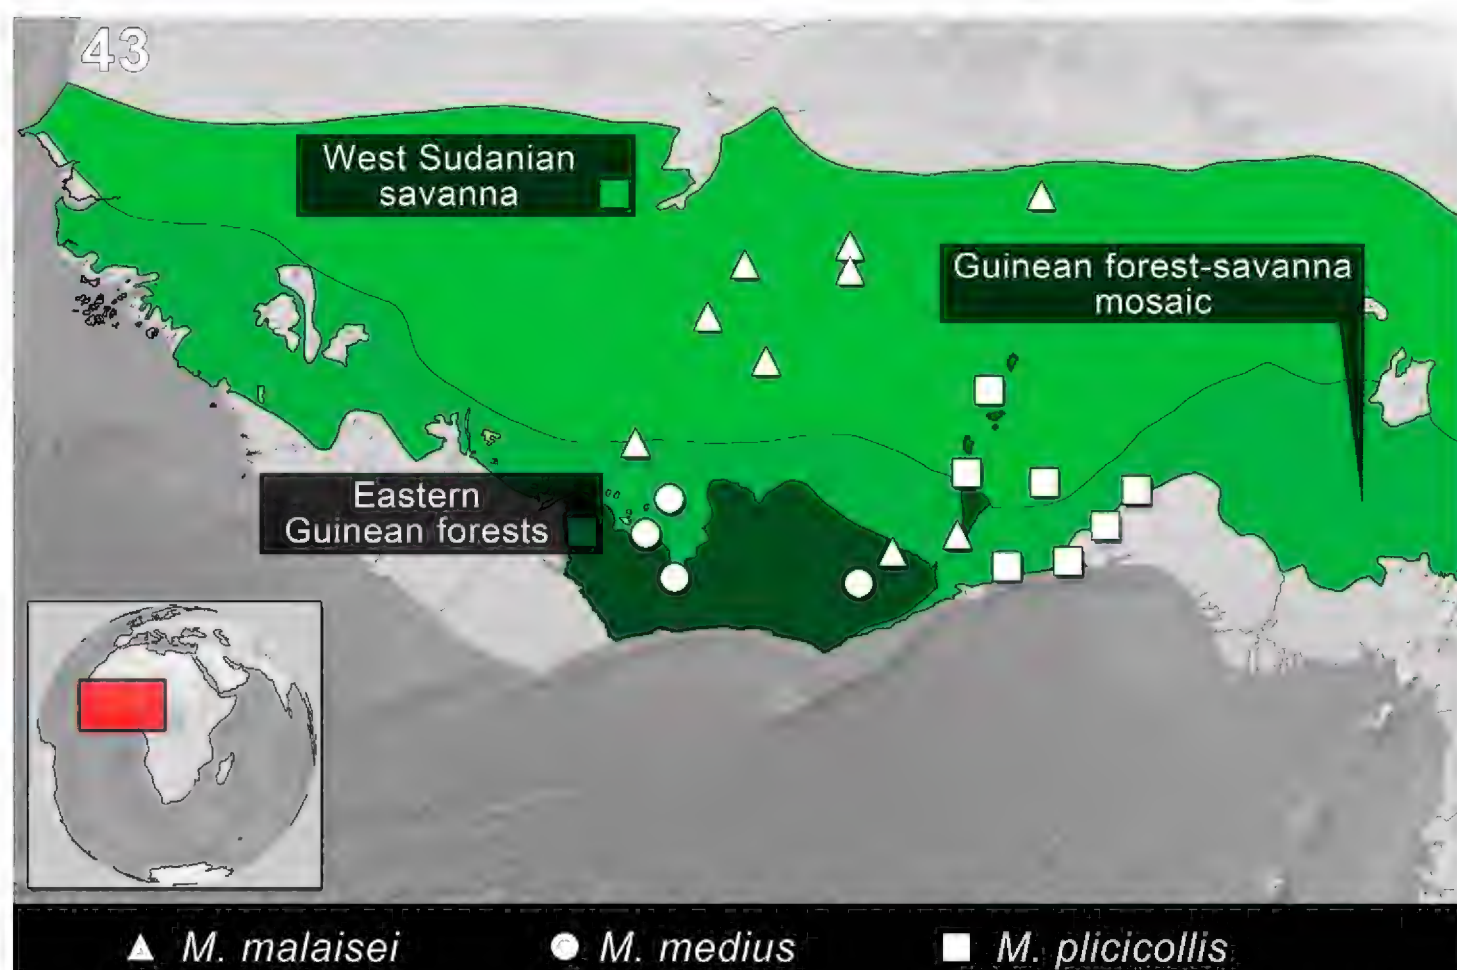 43
West Sudanian
savanna
Guinean forest-savanna
mosaic
Eastern
Guinean forests
M. malaisei
M. medius
M. plicicollis